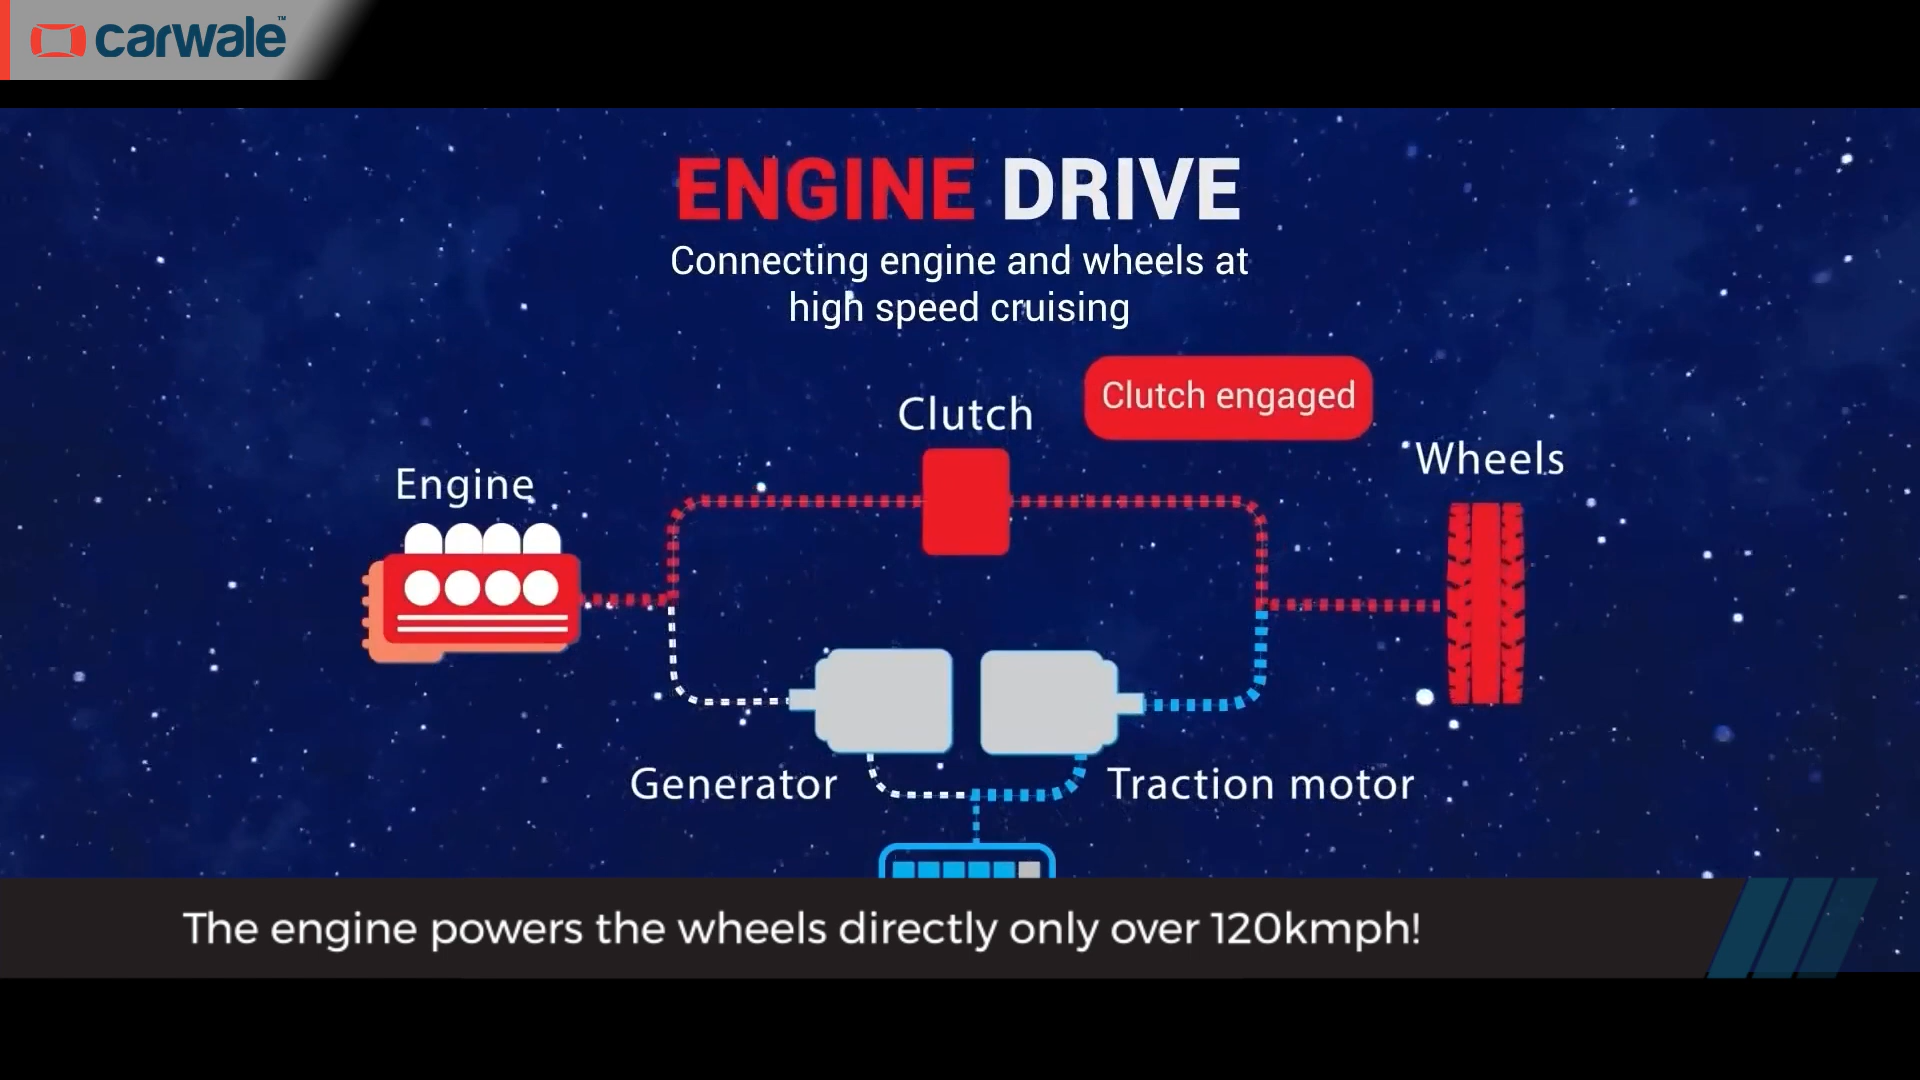 carwale™
ENGINE DRIVE
Connecting engine and wheels at
high speed cruising
Clutch engaged
Clutch
Wheels
Engine
Generator
Traction motor
The engine powers the wheels directly only over 120kmph!